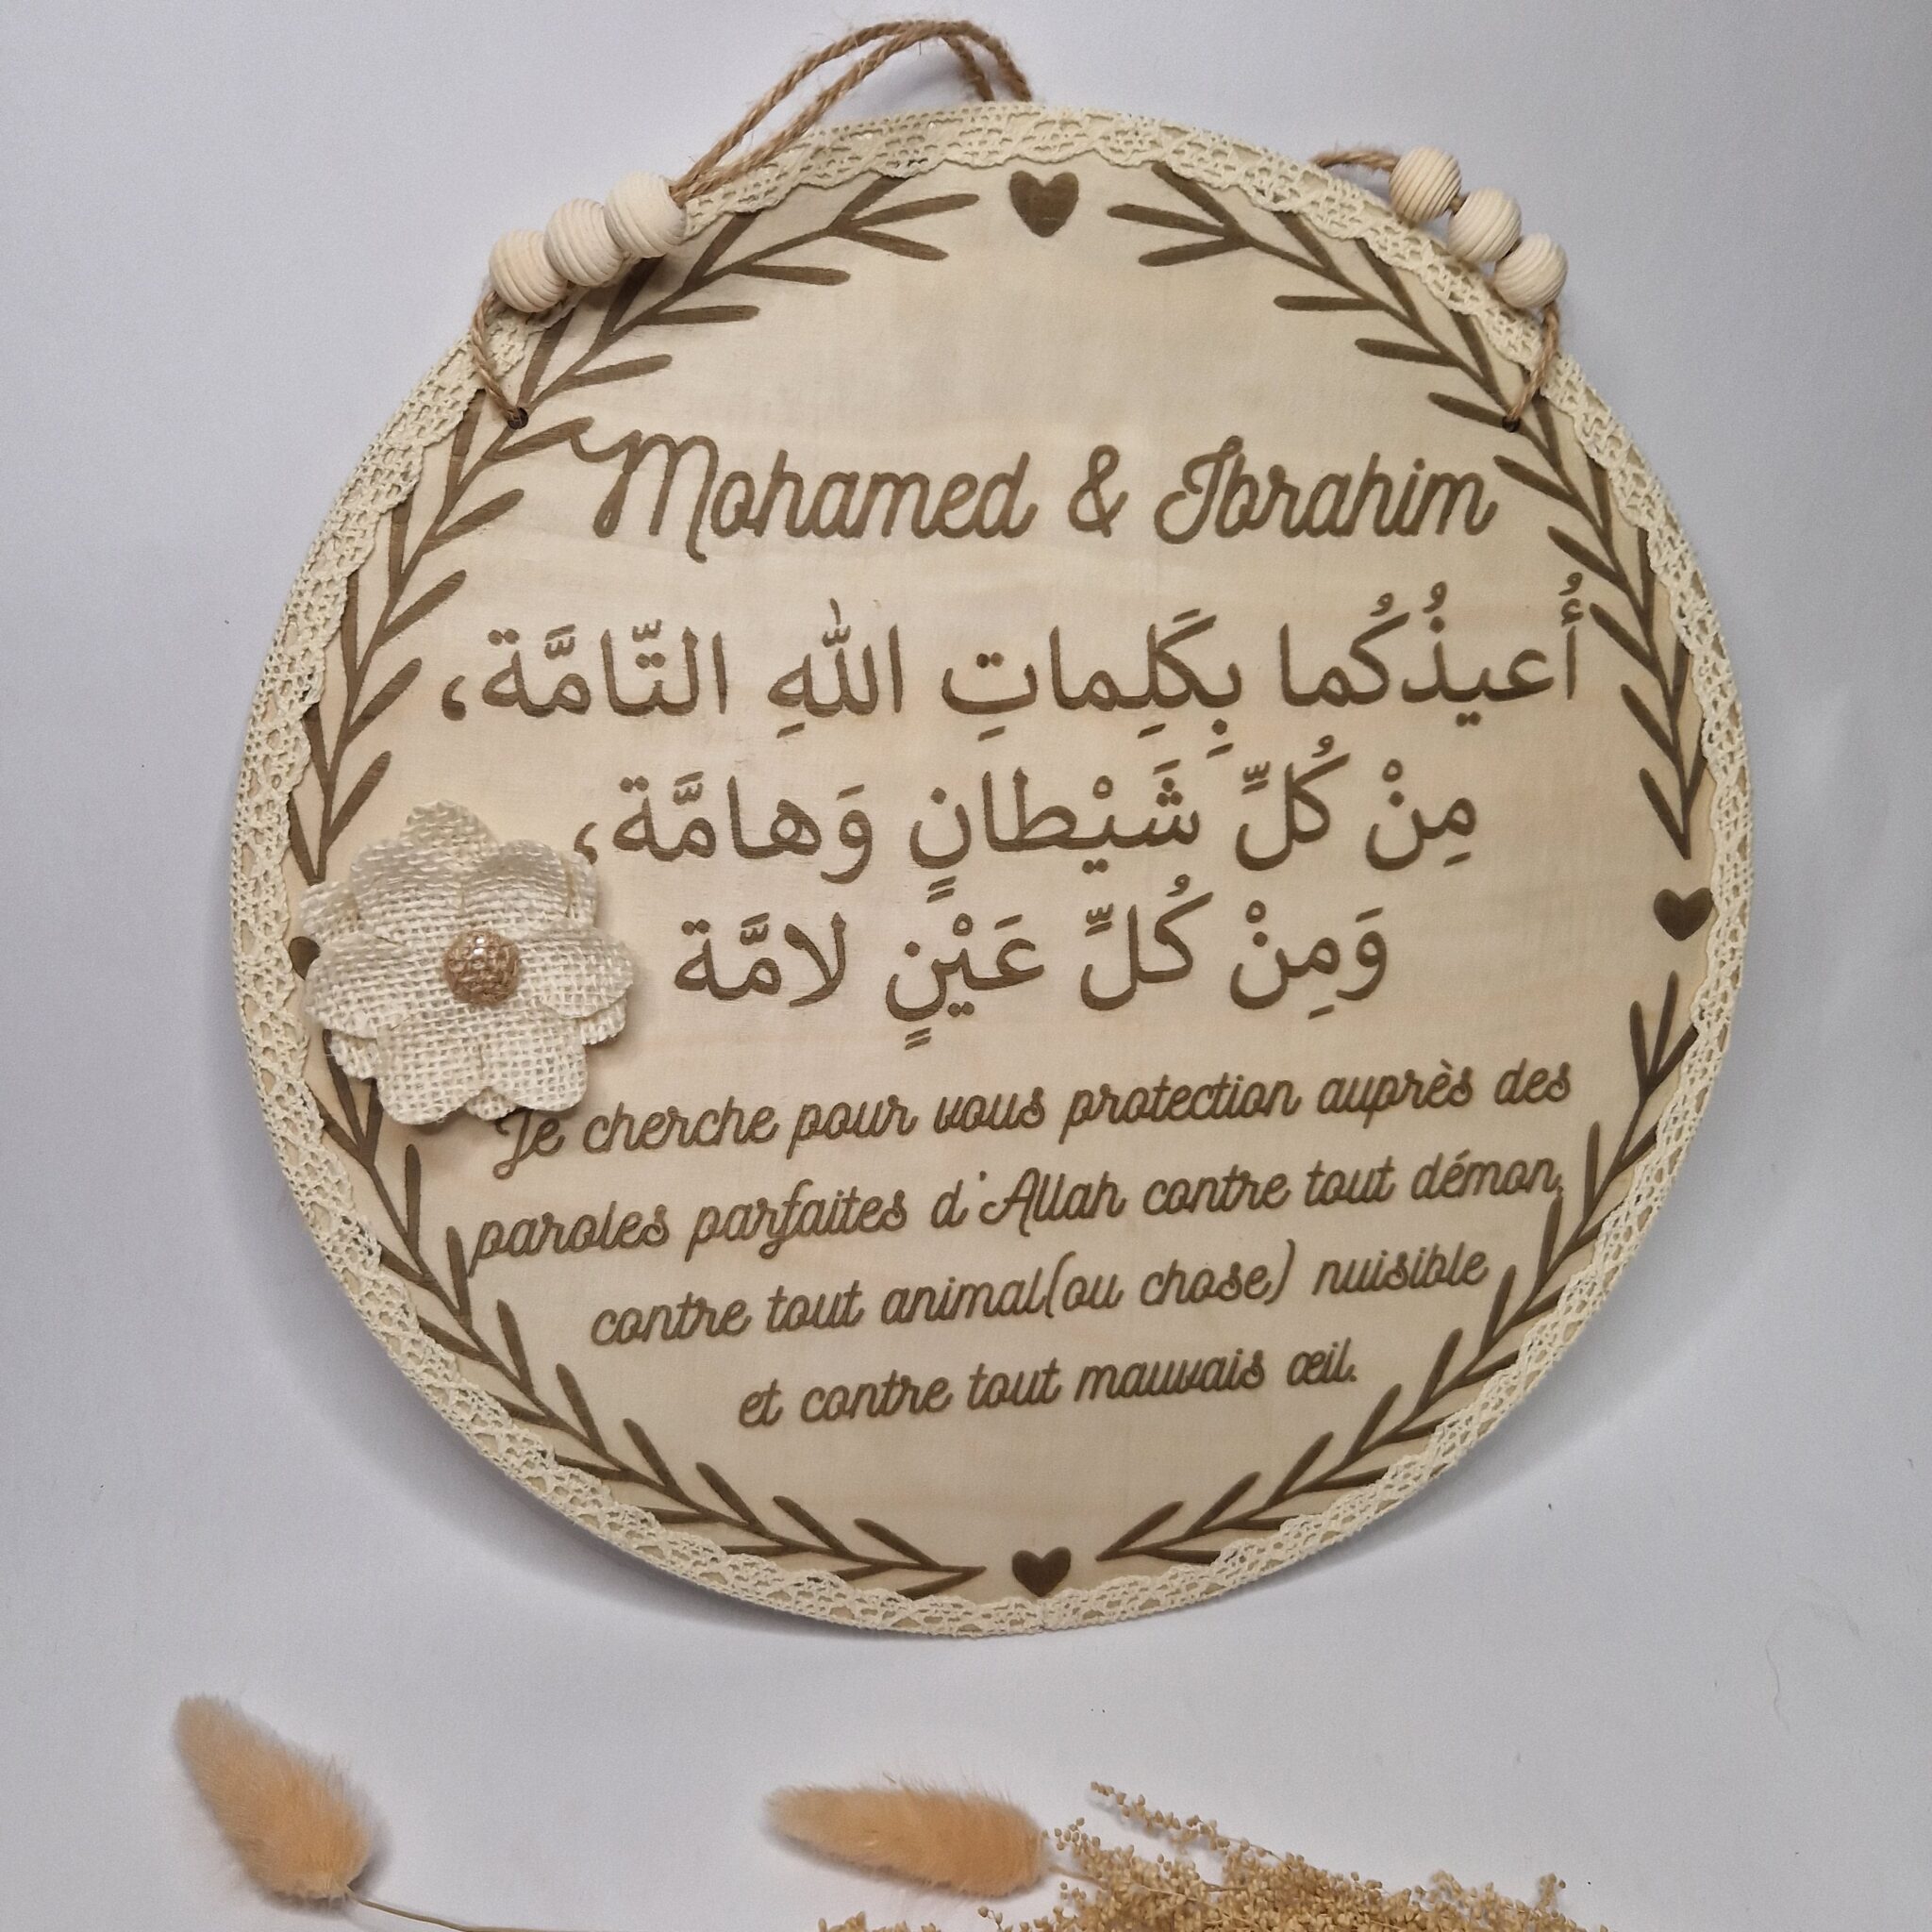 Mohamed & Ibrahim
أُعيذُكُما بِكَلِماتِ اللهِ التّامَّة،
مِنْ كُلِّ شَيْطانٍ وَهامَّة،
وَمِنْ كُلِّ عَيْنٍ لامَّة
Je cherche pour vous protection auprès des
paroles parfaites d'Allah contre tout démon,
contre tout animal(ou chose) nuisible
et contre tout mauvais œil.